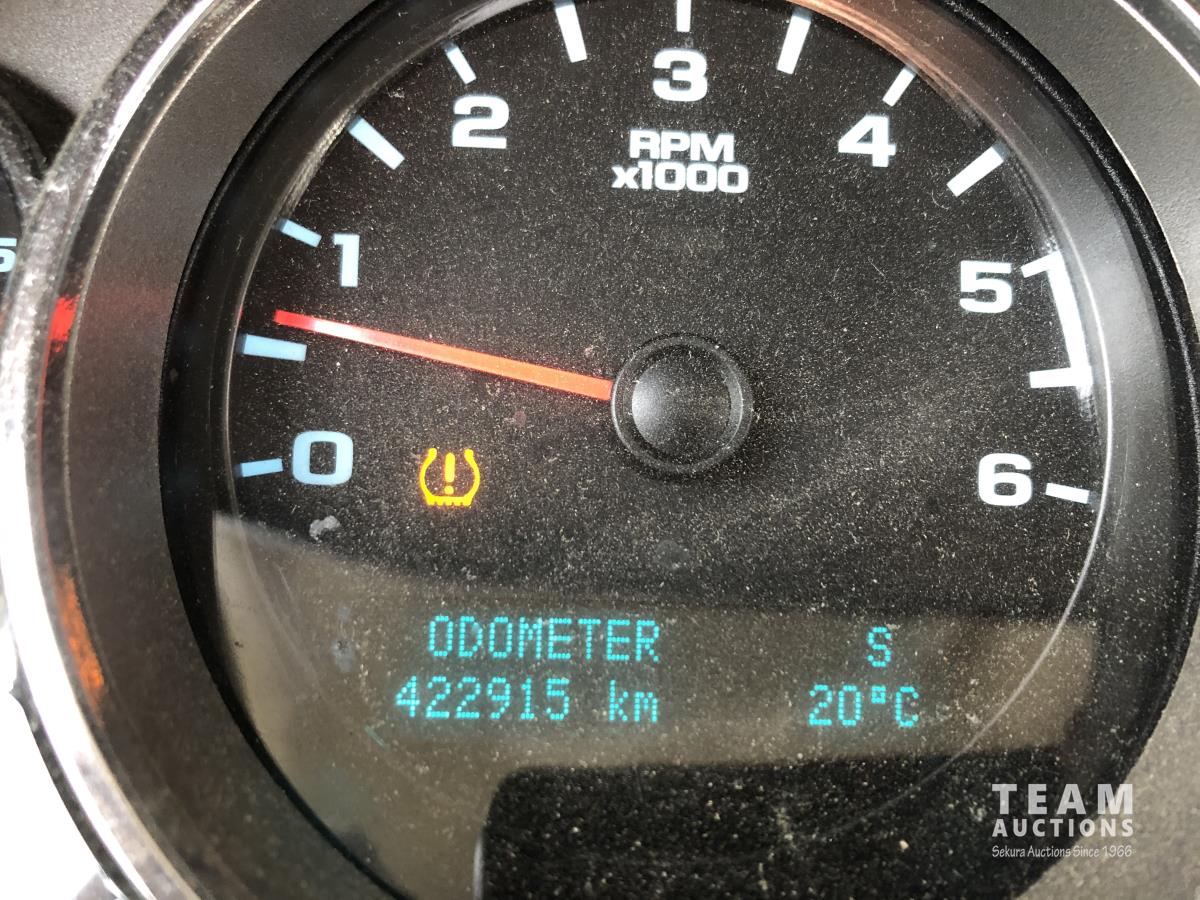 3
2
4
RPM
x1000
1
5
5
0
6
ODOMETER S
422915 km 20°C
TEAM
AUCTIONS
Sekura Auctions Since 1966